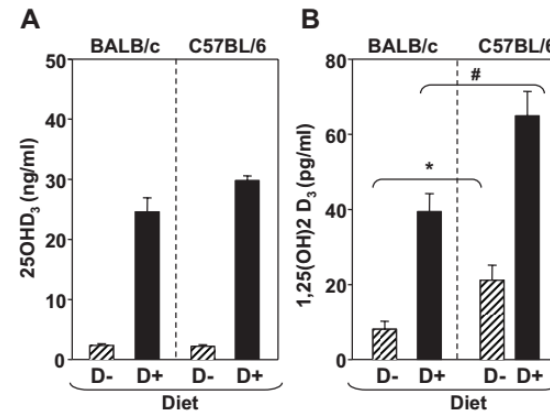 A
BALB/c C57BL/6
25OHD3 (ng/ml)
50
40
30
20
10
0
D- D+ D- D+
Diet
B
BALB/c C57BL/6
1,25(OH)2 D3 (pg/ml)
80
60
40
20
0
#
*
D- D+ D- D+
Diet